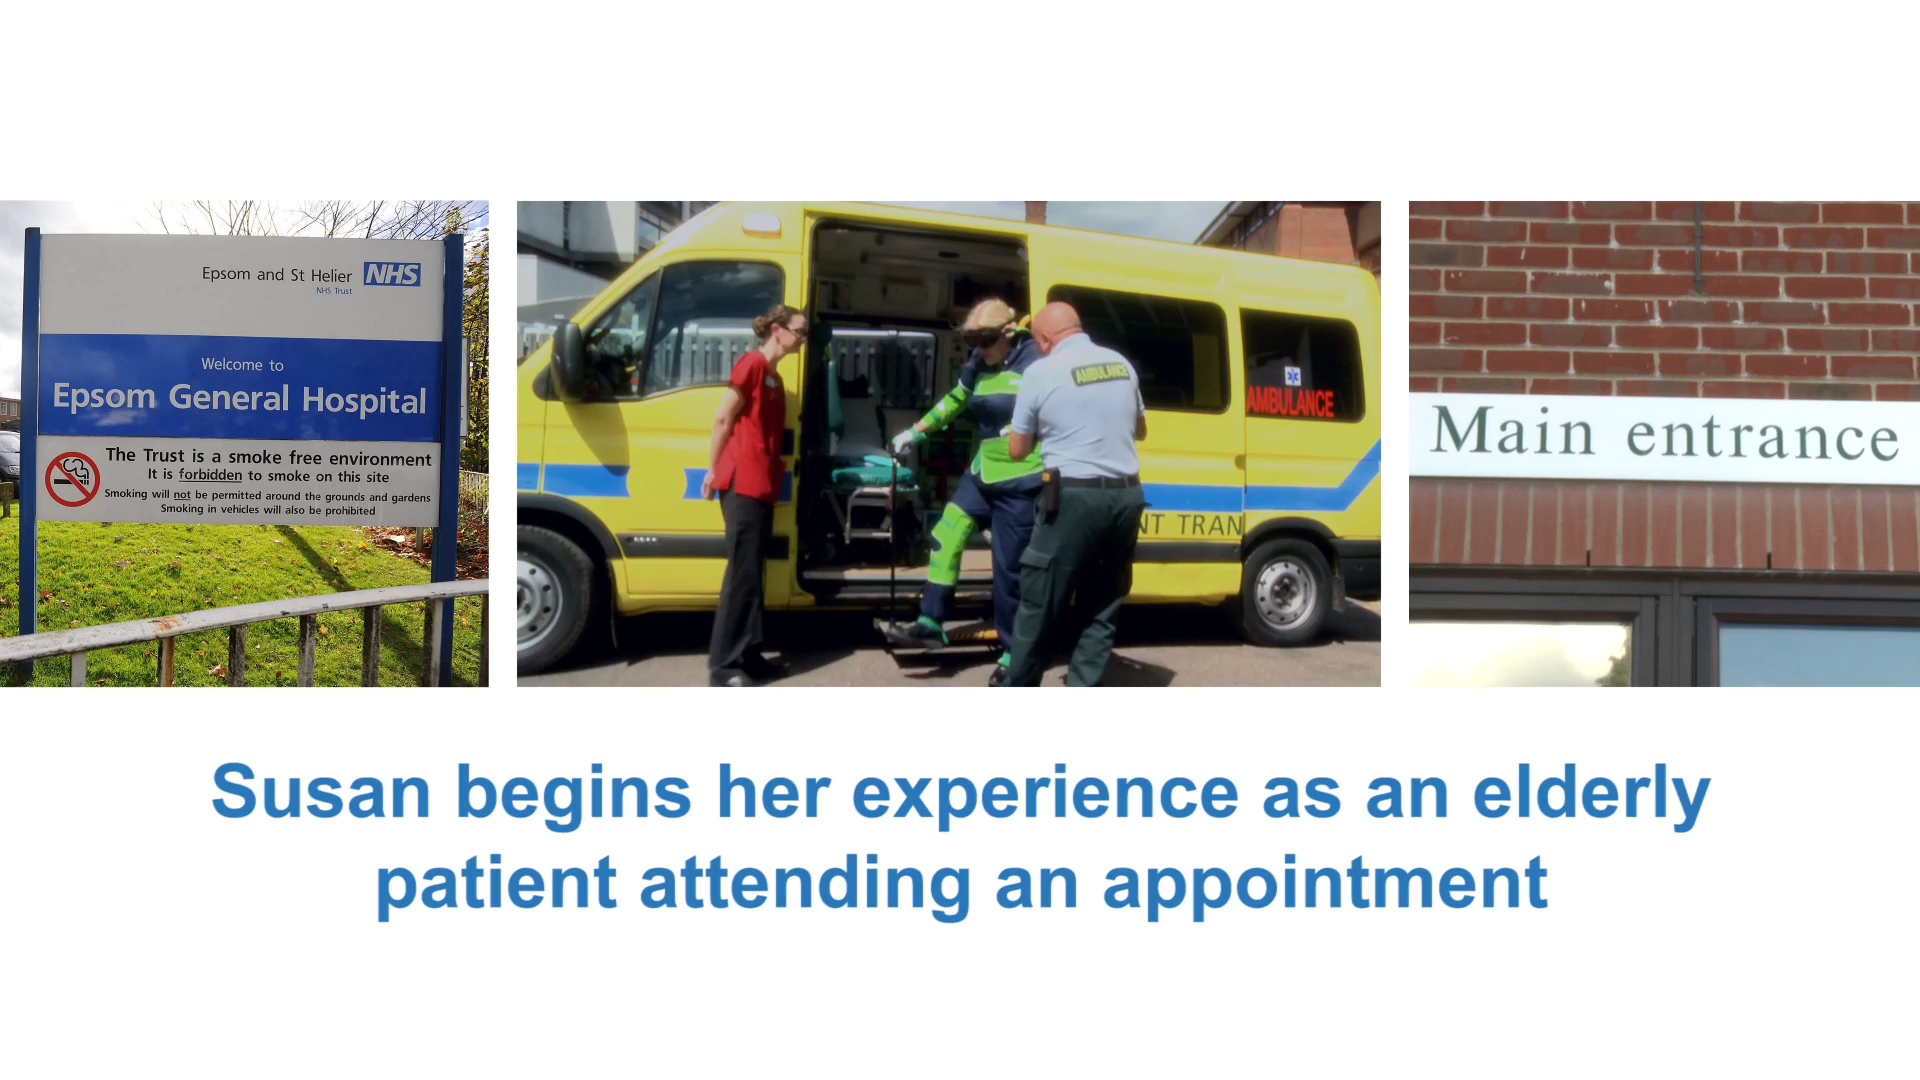 Epsom and St Helier NHS
NHS Trust
Welcome to
Epsom General Hospital
The Trust is a smoke free environment
It is forbidden to smoke on this site
Smoking will not be permitted around the grounds and gardens
Smoking in vehicles will also be prohibited
AMBULANCE
AMBULANCE
NT TRAN
Main entrance
Susan begins her experience as an elderly
patient attending an appointment